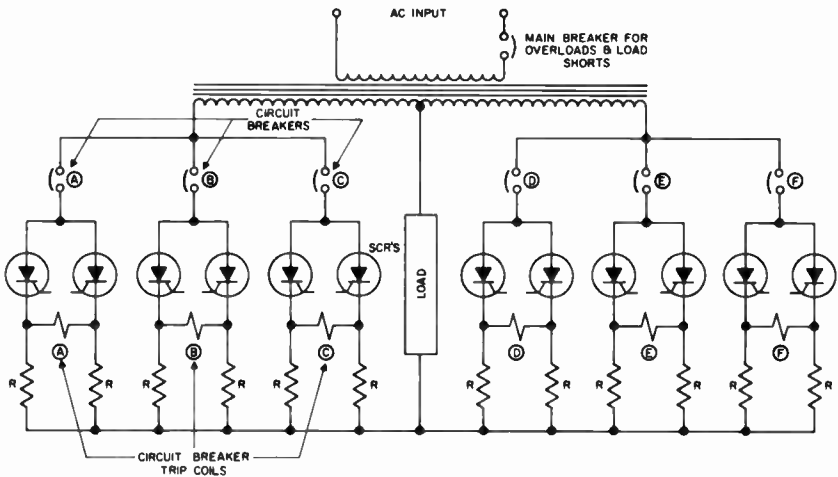 AC INPUT
MAIN BREAKER FOR
OVERLOADS & LOAD
SHORTS
CIRCUIT
BREAKERS
A
B
C
D
E
F
SCR'S
LOAD
A
B
C
D
E
F
R
R
R
R
R
R
R
R
R
R
R
R
CIRCUIT BREAKER
TRIP COILS